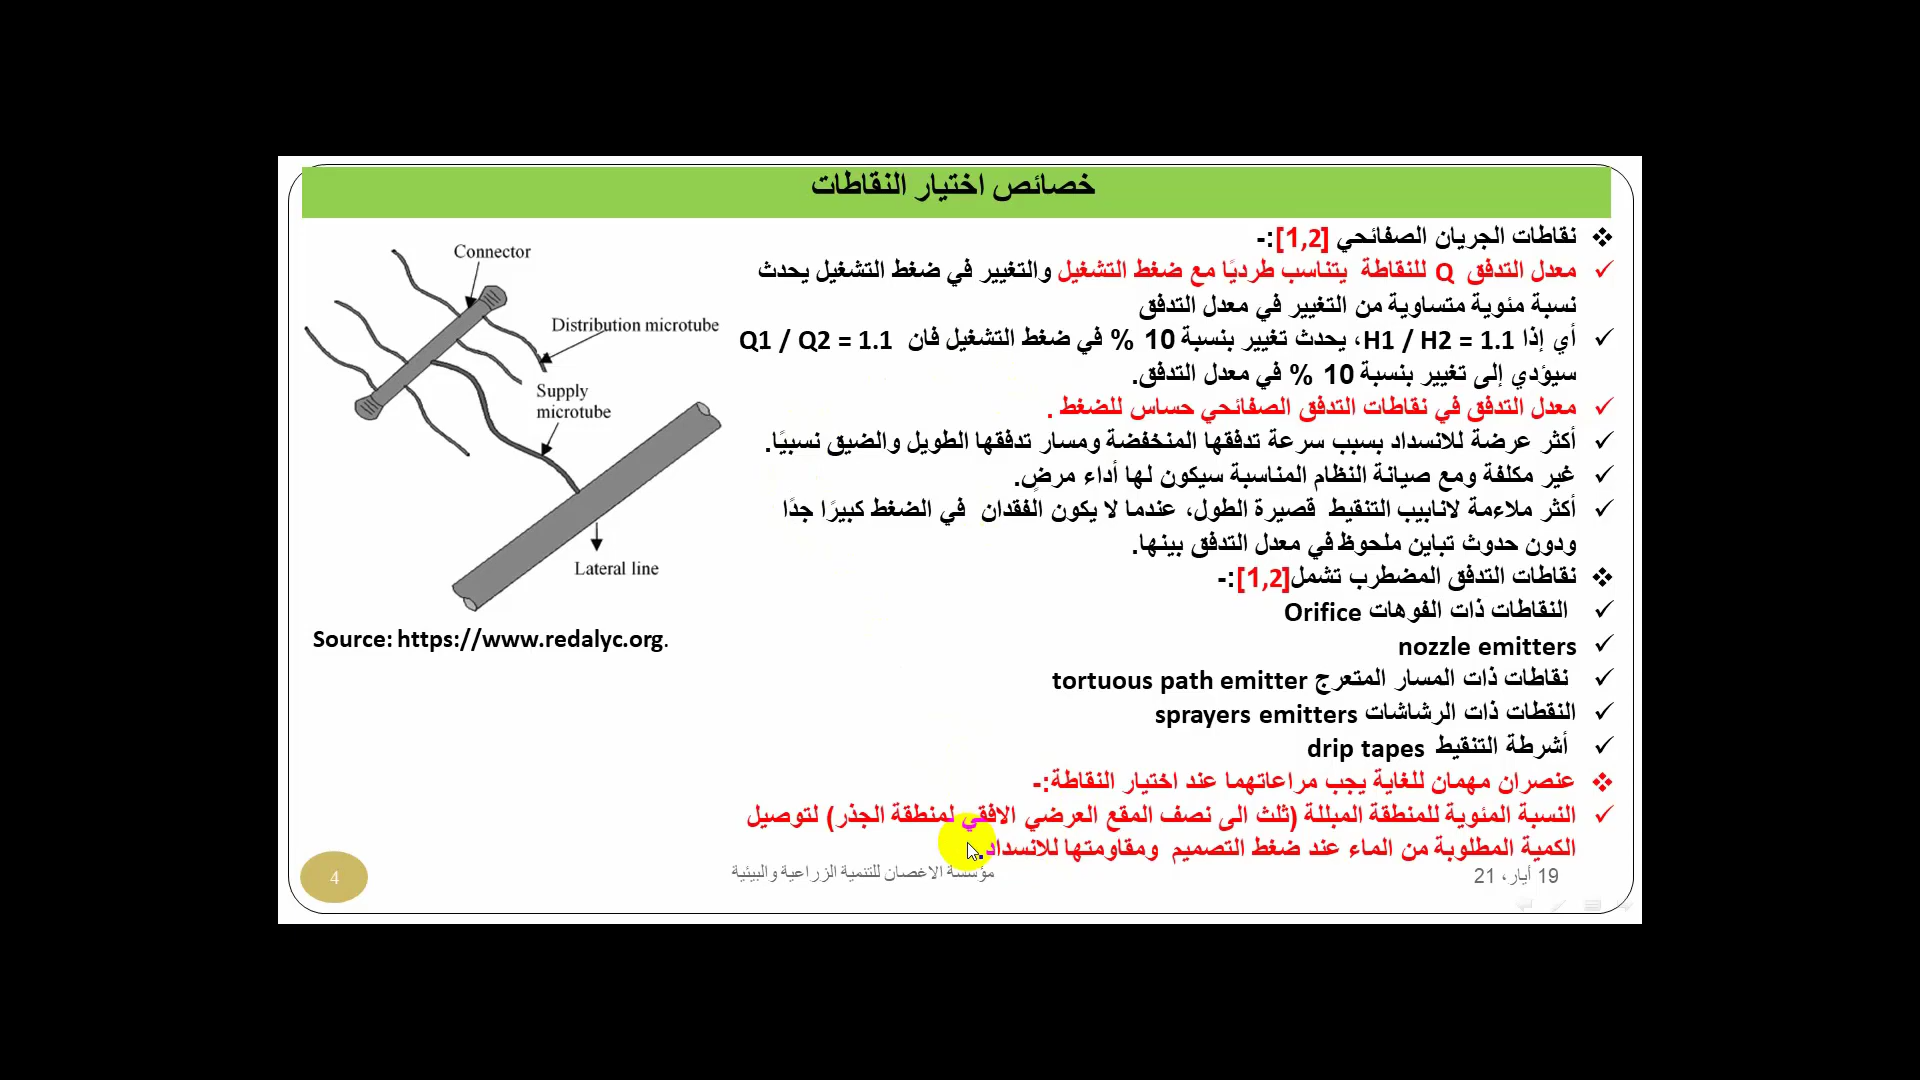 خصائص اختيار النقاطات
❖ نقاطات الجريان الصفائحي [1,2]:-
✓ معدل التدفق Q للنقاطة يتناسب طرديًا مع ضغط التشغيل والتغيير في ضغط التشغيل يحدث
نسبة مئوية متساوية من التغيير في معدل التدفق
✓ أي إذا H1 / H2 = 1.1، يحدث تغيير بنسبة 10 % في ضغط التشغيل فان Q1 / Q2 = 1.1
سيؤدي إلى تغيير بنسبة 10 % في معدل التدفق.
✓ معدل التدفق في نقاطات التدفق الصفائحي حساس للضغط .
✓ أكثر عرضة للانسداد بسبب سرعة تدفقها المنخفضة ومسار تدفقها الطويل والضيق نسبيًا.
✓ غير مكلفة ومع صيانة النظام المناسبة سيكون لها أداء مرضٍ.
✓ أكثر ملاءمة لانابيب التنقيط قصيرة الطول، عندما لا يكون الفقدان في الضغط كبيرًا جدًا
ودون حدوث تباين ملحوظ في معدل التدفق بينها.
❖ نقاطات التدفق المضطرب تشمل[1,2]:-
✓ النقاطات ذات الفوهات Orifice
✓ nozzle emitters
✓ نقاطات ذات المسار المتعرج tortuous path emitter
✓ النقطات ذات الرشاشات sprayers emitters
✓ أشرطة التنقيط drip tapes
❖ عنصران مهمان للغاية يجب مراعاتهما عند اختيار النقاطة:-
✓ النسبة المئوية للمنطقة المبللة (ثلث الى نصف المقع العرضي الافقي لمنطقة الجذر) لتوصيل
الكمية المطلوبة من الماء عند ضغط التصميم ومقاومتها للانسداد.
Connector
Distribution microtube
Supply
microtube
Lateral line
Source: https://www.redalyc.org.
19 أيار، 21
مؤسسة الاغصان للتنمية الزراعية والبيئية
4